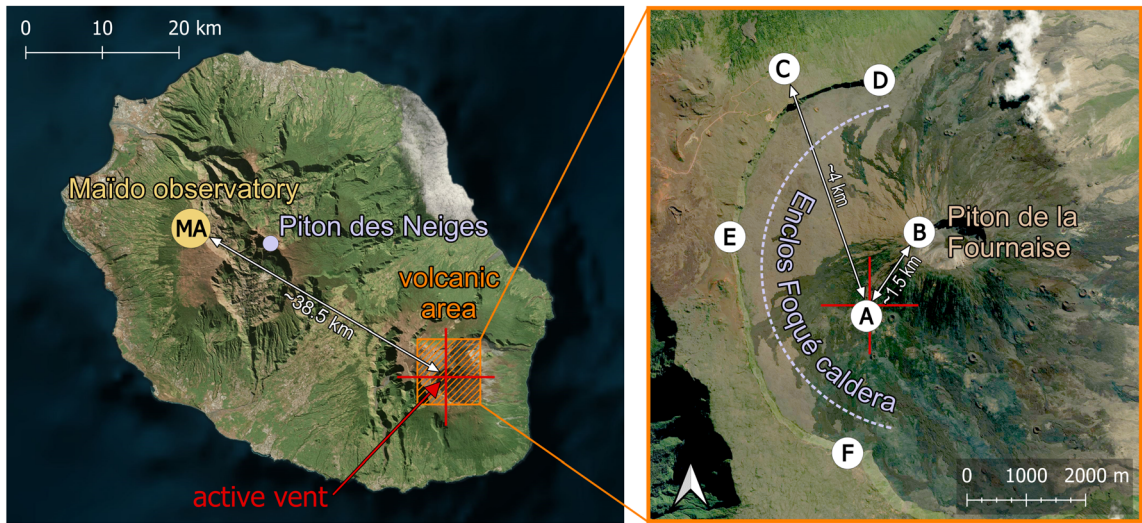 0 10 20 km
Maïdo observatory
MA
Piton des Neiges
~38.5 km
volcanic
area
active vent
C
D
~4 km
Enclos Foqué caldera
E
B
Piton de la
Fournaise
~1.5 km
A
F
0 1000 2000 m